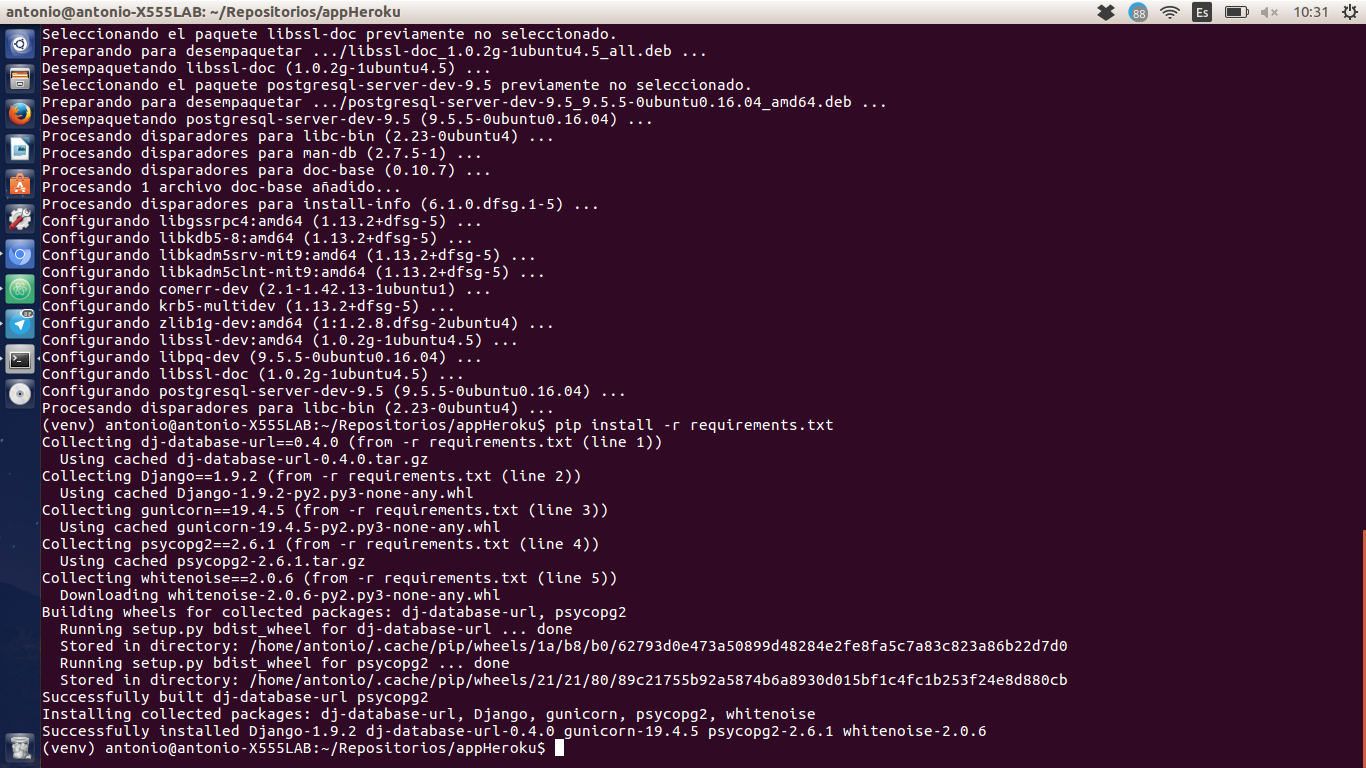 antonio@antonio-X555LAB: ~/Repositorios/appHeroku 88 Es 10:31
Seleccionando el paquete libssl-doc previamente no seleccionado.
Preparando para desempaquetar .../libssl-doc_1.0.2g-1ubuntu4.5_all.deb ...
Desempaquetando libssl-doc (1.0.2g-1ubuntu4.5) ...
Seleccionando el paquete postgresql-server-dev-9.5 previamente no seleccionado.
Preparando para desempaquetar .../postgresql-server-dev-9.5_9.5.5-0ubuntu0.16.04_amd64.deb ...
Desempaquetando postgresql-server-dev-9.5 (9.5.5-0ubuntu0.16.04) ...
Procesando disparadores para libc-bin (2.23-0ubuntu4) ...
Procesando disparadores para man-db (2.7.5-1) ...
Procesando disparadores para doc-base (0.10.7) ...
Procesando 1 archivo doc-base añadido...
Procesando disparadores para install-info (6.1.0.dfsg.1-5) ...
Configurando libgssrpc4:amd64 (1.13.2+dfsg-5) ...
Configurando libkdb5-8:amd64 (1.13.2+dfsg-5) ...
Configurando libkadm5srv-mit9:amd64 (1.13.2+dfsg-5) ...
Configurando libkadm5clnt-mit9:amd64 (1.13.2+dfsg-5) ...
Configurando comerr-dev (2.1-1.42.13-1ubuntu1) ...
Configurando krb5-multidev (1.13.2+dfsg-5) ...
Configurando zlib1g-dev:amd64 (1:1.2.8.dfsg-2ubuntu4) ...
Configurando libssl-dev:amd64 (1.0.2g-1ubuntu4.5) ...
Configurando libpq-dev (9.5.5-0ubuntu0.16.04) ...
Configurando libssl-doc (1.0.2g-1ubuntu4.5) ...
Configurando postgresql-server-dev-9.5 (9.5.5-0ubuntu0.16.04) ...
Procesando disparadores para libc-bin (2.23-0ubuntu4) ...
(venv) antonio@antonio-X555LAB:~/Repositorios/appHeroku$ pip install -r requirements.txt
Collecting dj-database-url==0.4.0 (from -r requirements.txt (line 1))
  Using cached dj-database-url-0.4.0.tar.gz
Collecting Django==1.9.2 (from -r requirements.txt (line 2))
  Using cached Django-1.9.2-py2.py3-none-any.whl
Collecting gunicorn==19.4.5 (from -r requirements.txt (line 3))
  Using cached gunicorn-19.4.5-py2.py3-none-any.whl
Collecting psycopg2==2.6.1 (from -r requirements.txt (line 4))
  Using cached psycopg2-2.6.1.tar.gz
Collecting whitenoise==2.0.6 (from -r requirements.txt (line 5))
  Downloading whitenoise-2.0.6-py2.py3-none-any.whl
Building wheels for collected packages: dj-database-url, psycopg2
  Running setup.py bdist_wheel for dj-database-url ... done
  Stored in directory: /home/antonio/.cache/pip/wheels/1a/b8/b0/62793d0e473a50899d48284e2fe8fa5c7a83c823a86b22d7d0
  Running setup.py bdist_wheel for psycopg2 ... done
  Stored in directory: /home/antonio/.cache/pip/wheels/21/21/80/89c21755b92a5874b6a8930d015bf1c4fc1b253f24e8d880cb
Successfully built dj-database-url psycopg2
Installing collected packages: dj-database-url, Django, gunicorn, psycopg2, whitenoise
Successfully installed Django-1.9.2 dj-database-url-0.4.0 gunicorn-19.4.5 psycopg2-2.6.1 whitenoise-2.0.6
(venv) antonio@antonio-X555LAB:~/Repositorios/appHeroku$